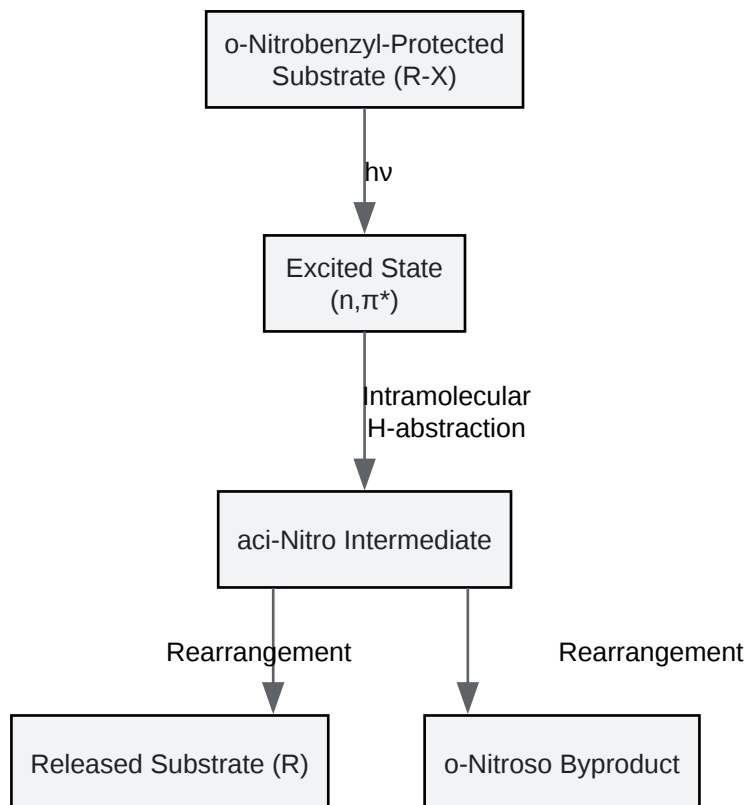 o-Nitrobenzyl-Protected
Substrate (R-X)
hν
Excited State
(n,π*)
Intramolecular
H-abstraction
aci-Nitro Intermediate
Rearrangement
Rearrangement
Released Substrate (R)
o-Nitroso Byproduct